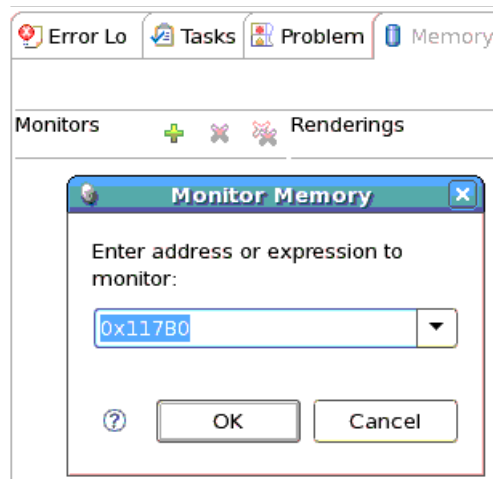 Error Lo Tasks Problem Memory
Monitors Renderings
Monitor Memory
Enter address or expression to
monitor:
0x117B0
OK Cancel